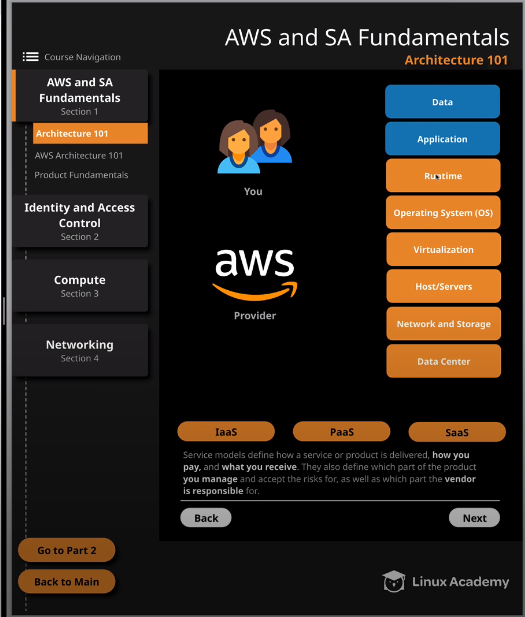 AWS and SA Fundamentals
Architecture 101
Course Navigation
AWS and SA
Fundamentals
Section 1
Architecture 101
AWS Architecture 101
Product Fundamentals
Identity and Access
Control
Section 2
Compute
Section 3
Networking
Section 4
You
aws
Provider
Data
Application
Runtime
Operating System (OS)
Virtualization
Host/Servers
Network and Storage
Data Center
IaaS
PaaS
SaaS
Service models define how a service or product is delivered, how you
pay, and what you receive. They also define which part of the product
you manage and accept the risks for, as well as which part the vendor
is responsible for.
Back
Next
Go to Part 2
Back to Main
Linux Academy